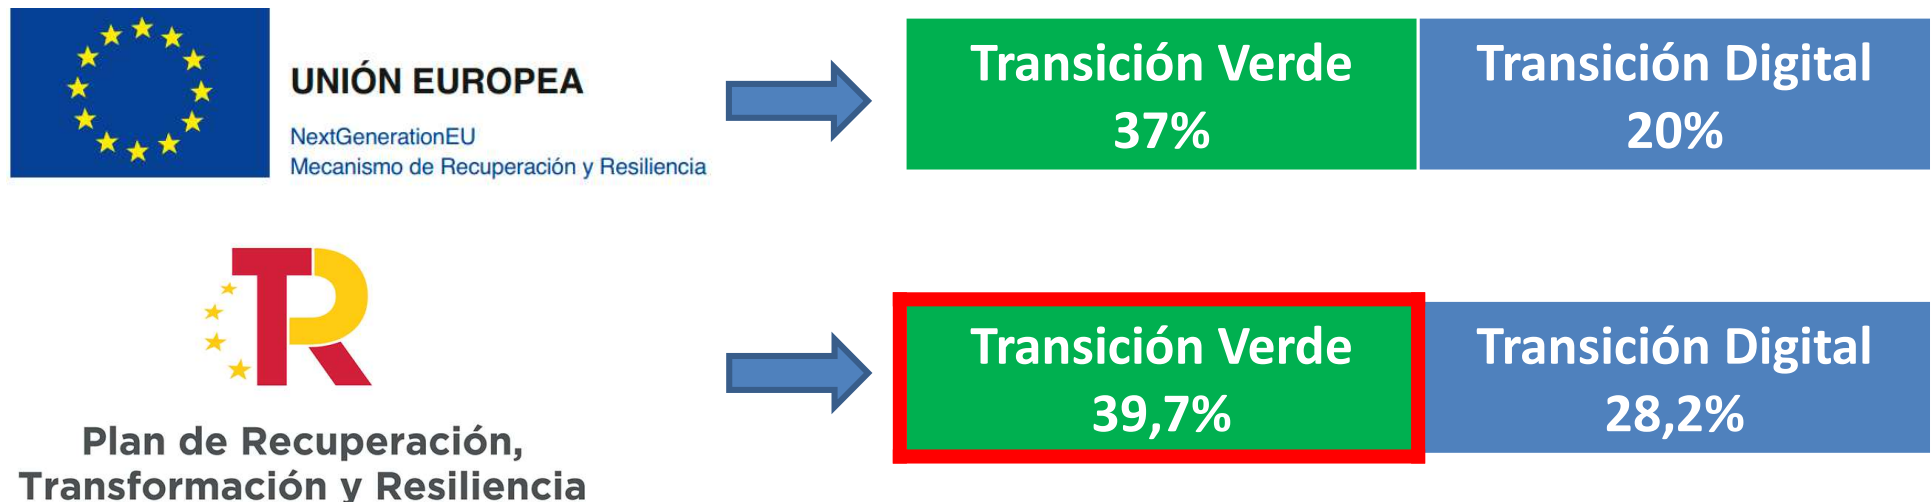 UNIÓN EUROPEA
NextGenerationEU
Mecanismo de Recuperación y Resiliencia
Transición Verde
37%
Transición Digital
20%
TR
Plan de Recuperación,
Transformación y Resiliencia
Transición Verde
39,7%
Transición Digital
28,2%